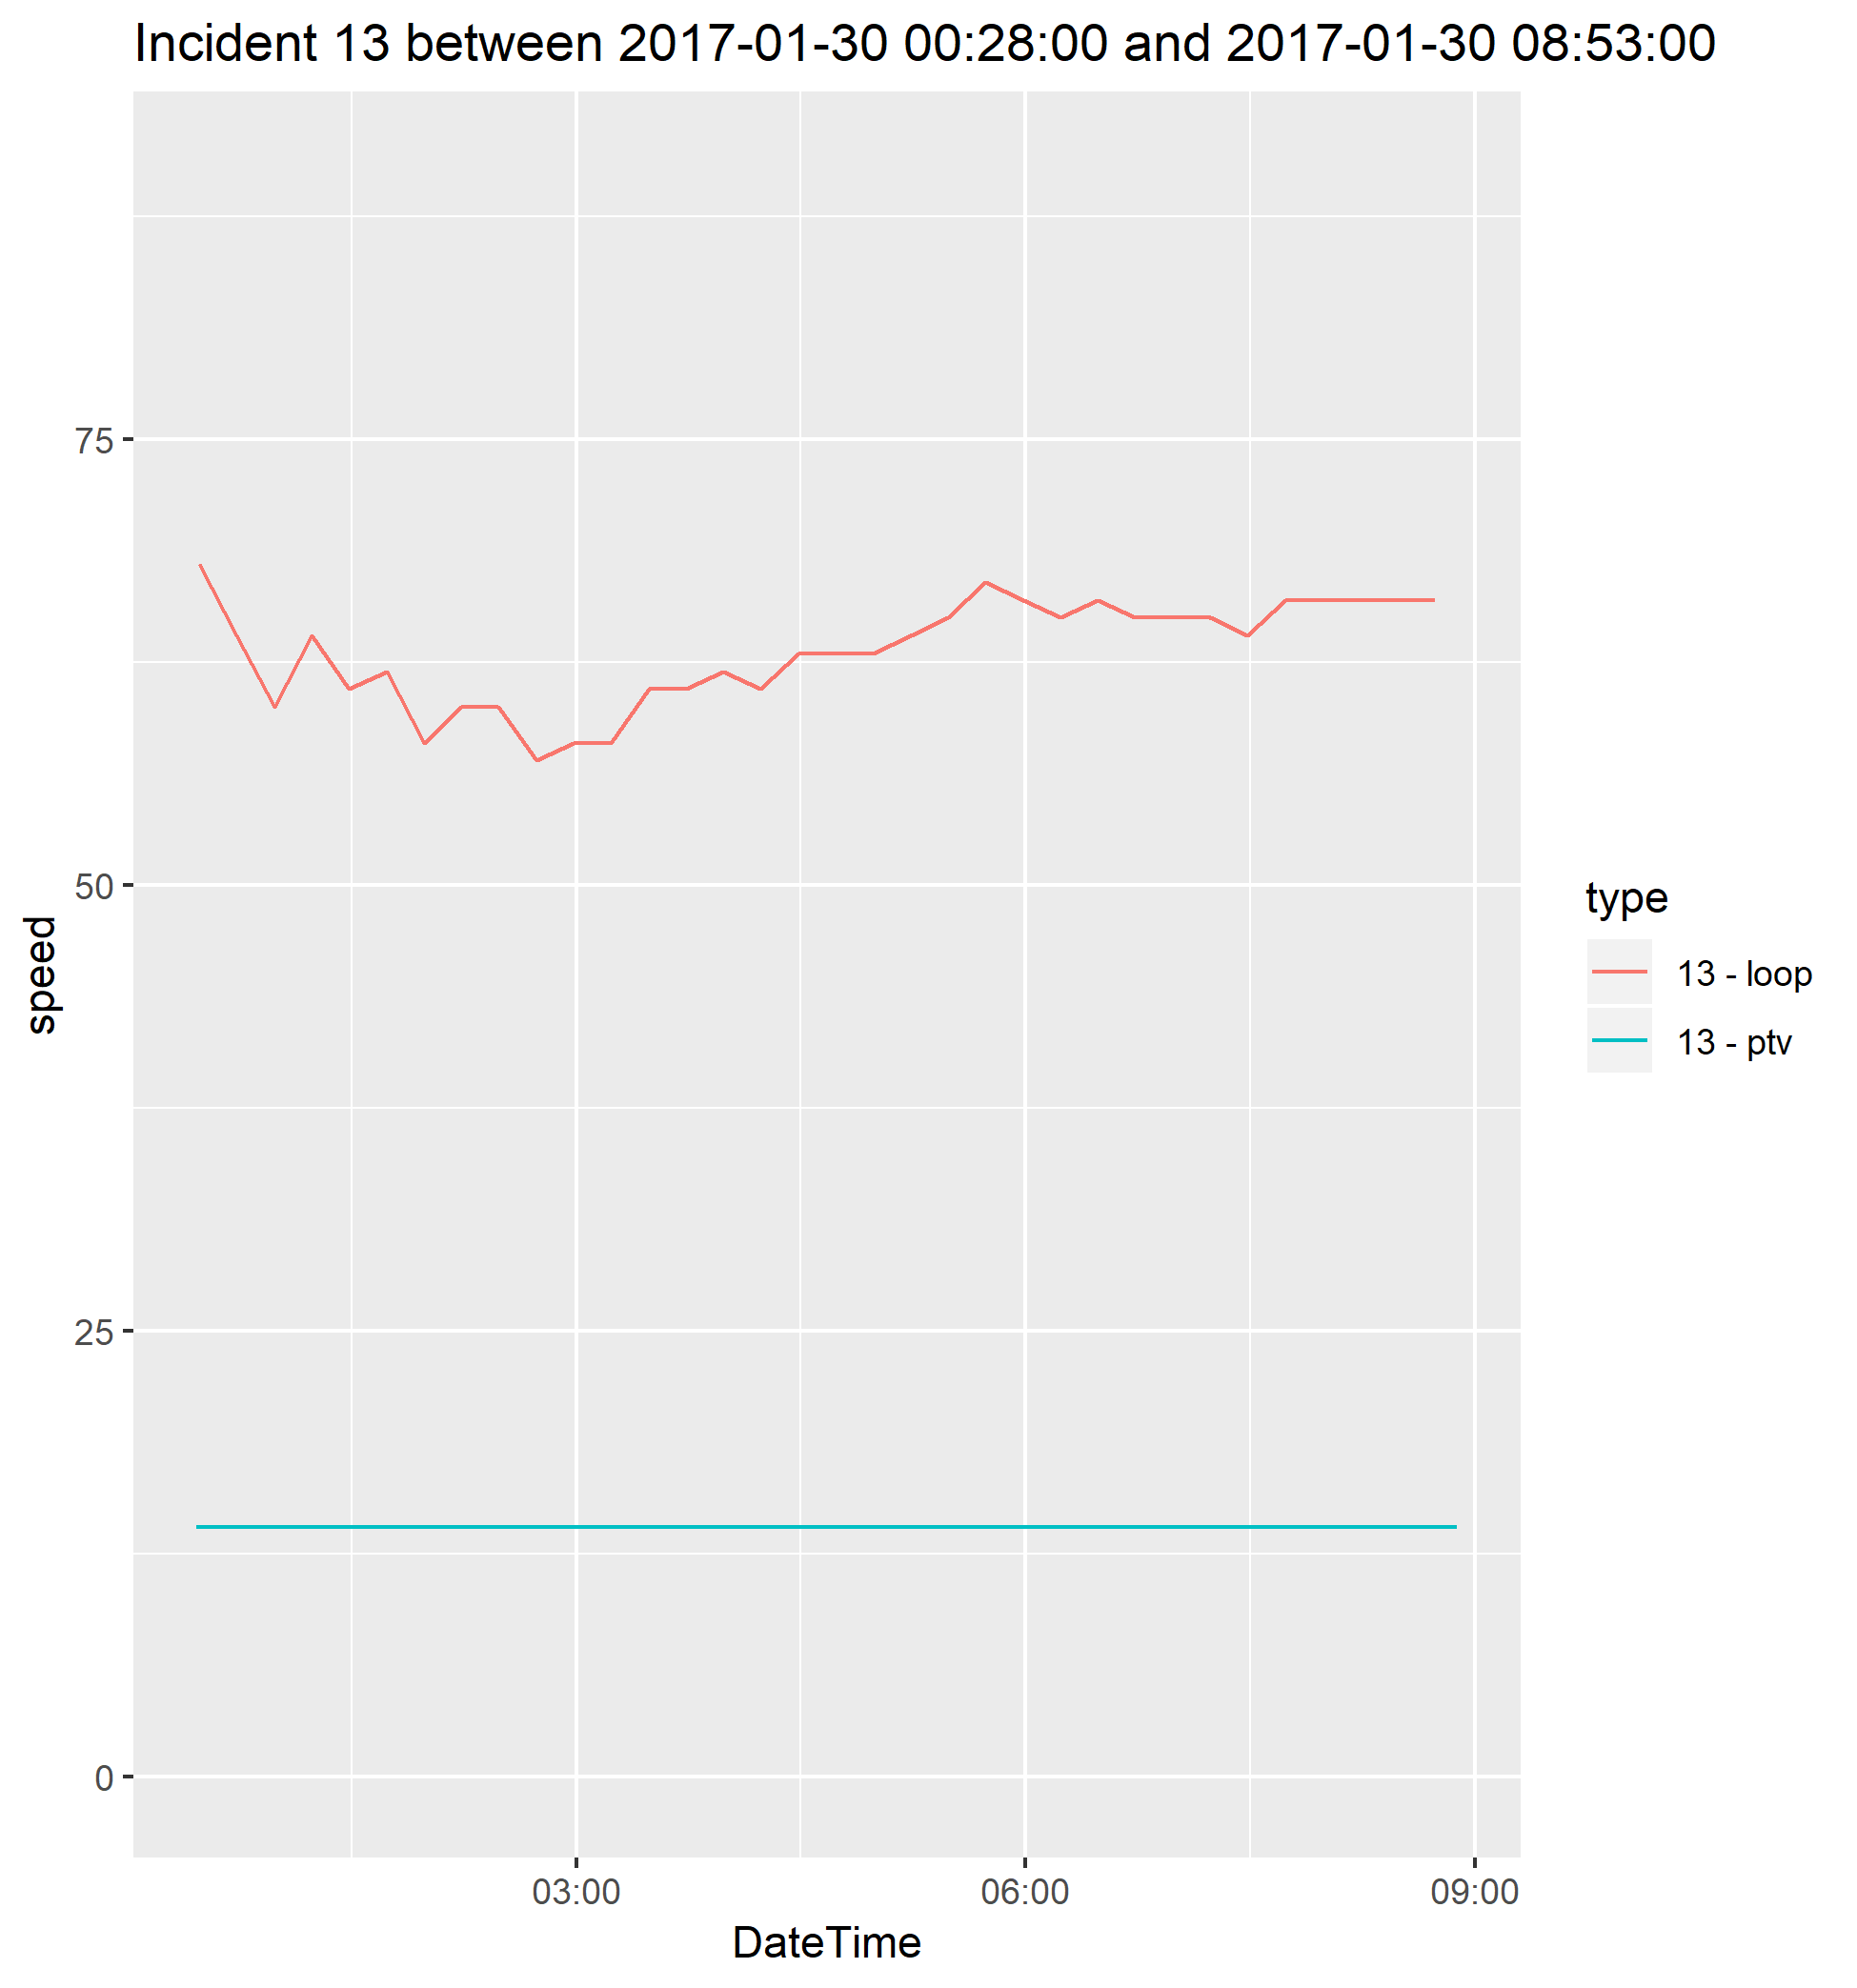 Incident 13 between 2017-01-30 00:28:00 and 2017-01-30 08:53:00
75
50
25
0
speed
03:00
06:00
09:00
DateTime
type
13 - loop
13 - ptv